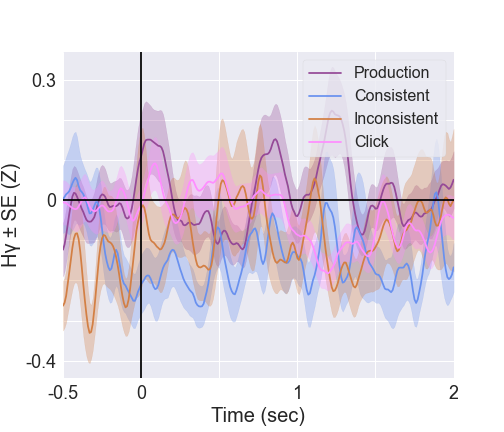 Production
Consistent
Inconsistent
Click
0.3
0
-0.4
Hγ ± SE (Z)
-0.5
0
1
2
Time (sec)